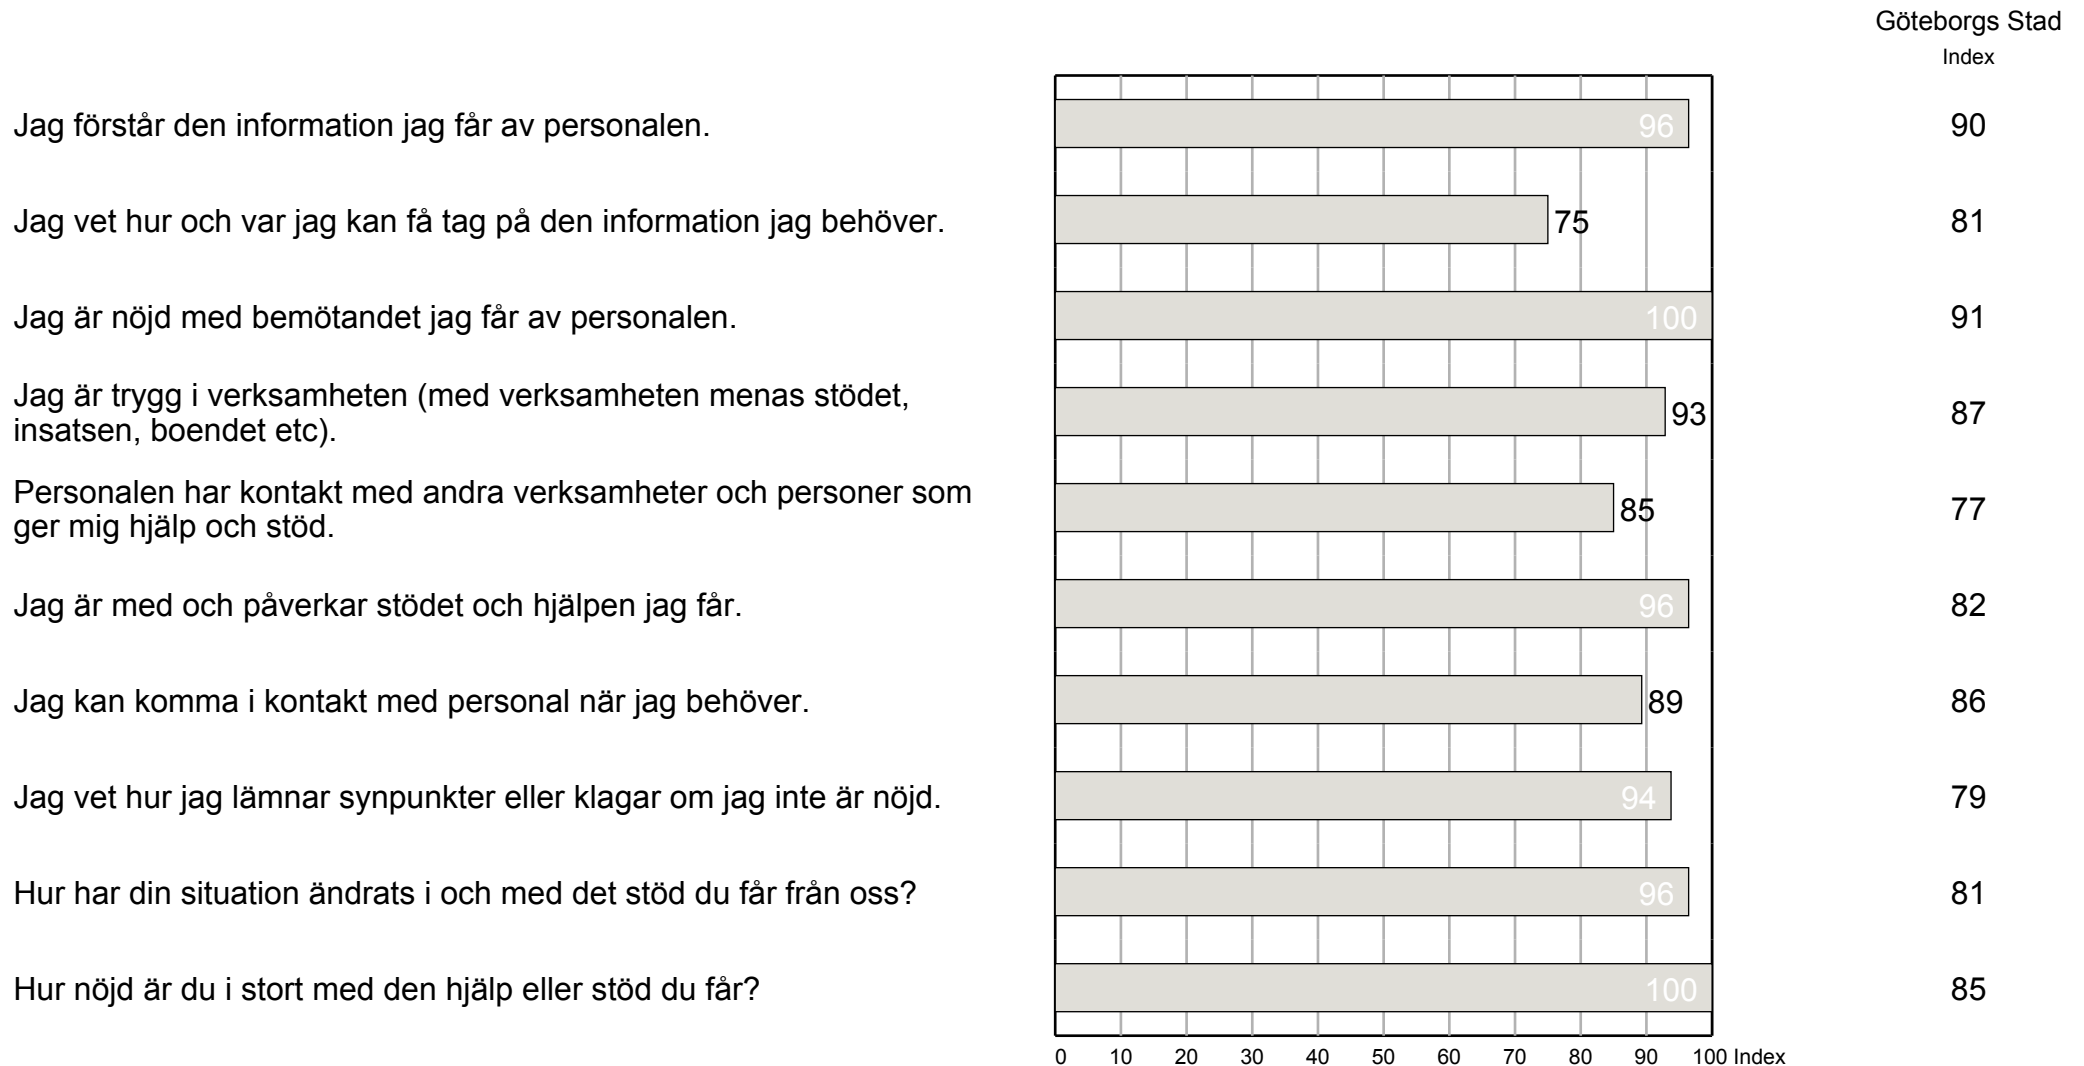 Göteborgs Stad
Index
Jag förstår den information jag får av personalen. 96 90
Jag vet hur och var jag kan få tag på den information jag behöver. 75 81
Jag är nöjd med bemötandet jag får av personalen. 100 91
Jag är trygg i verksamheten (med verksamheten menas stödet,
insatsen, boendet etc). 93 87
Personalen har kontakt med andra verksamheter och personer som
ger mig hjälp och stöd. 85 77
Jag är med och påverkar stödet och hjälpen jag får. 96 82
Jag kan komma i kontakt med personal när jag behöver. 89 86
Jag vet hur jag lämnar synpunkter eller klagar om jag inte är nöjd. 94 79
Hur har din situation ändrats i och med det stöd du får från oss? 96 81
Hur nöjd är du i stort med den hjälp eller stöd du får? 100 85
0 10 20 30 40 50 60 70 80 90 100 Index